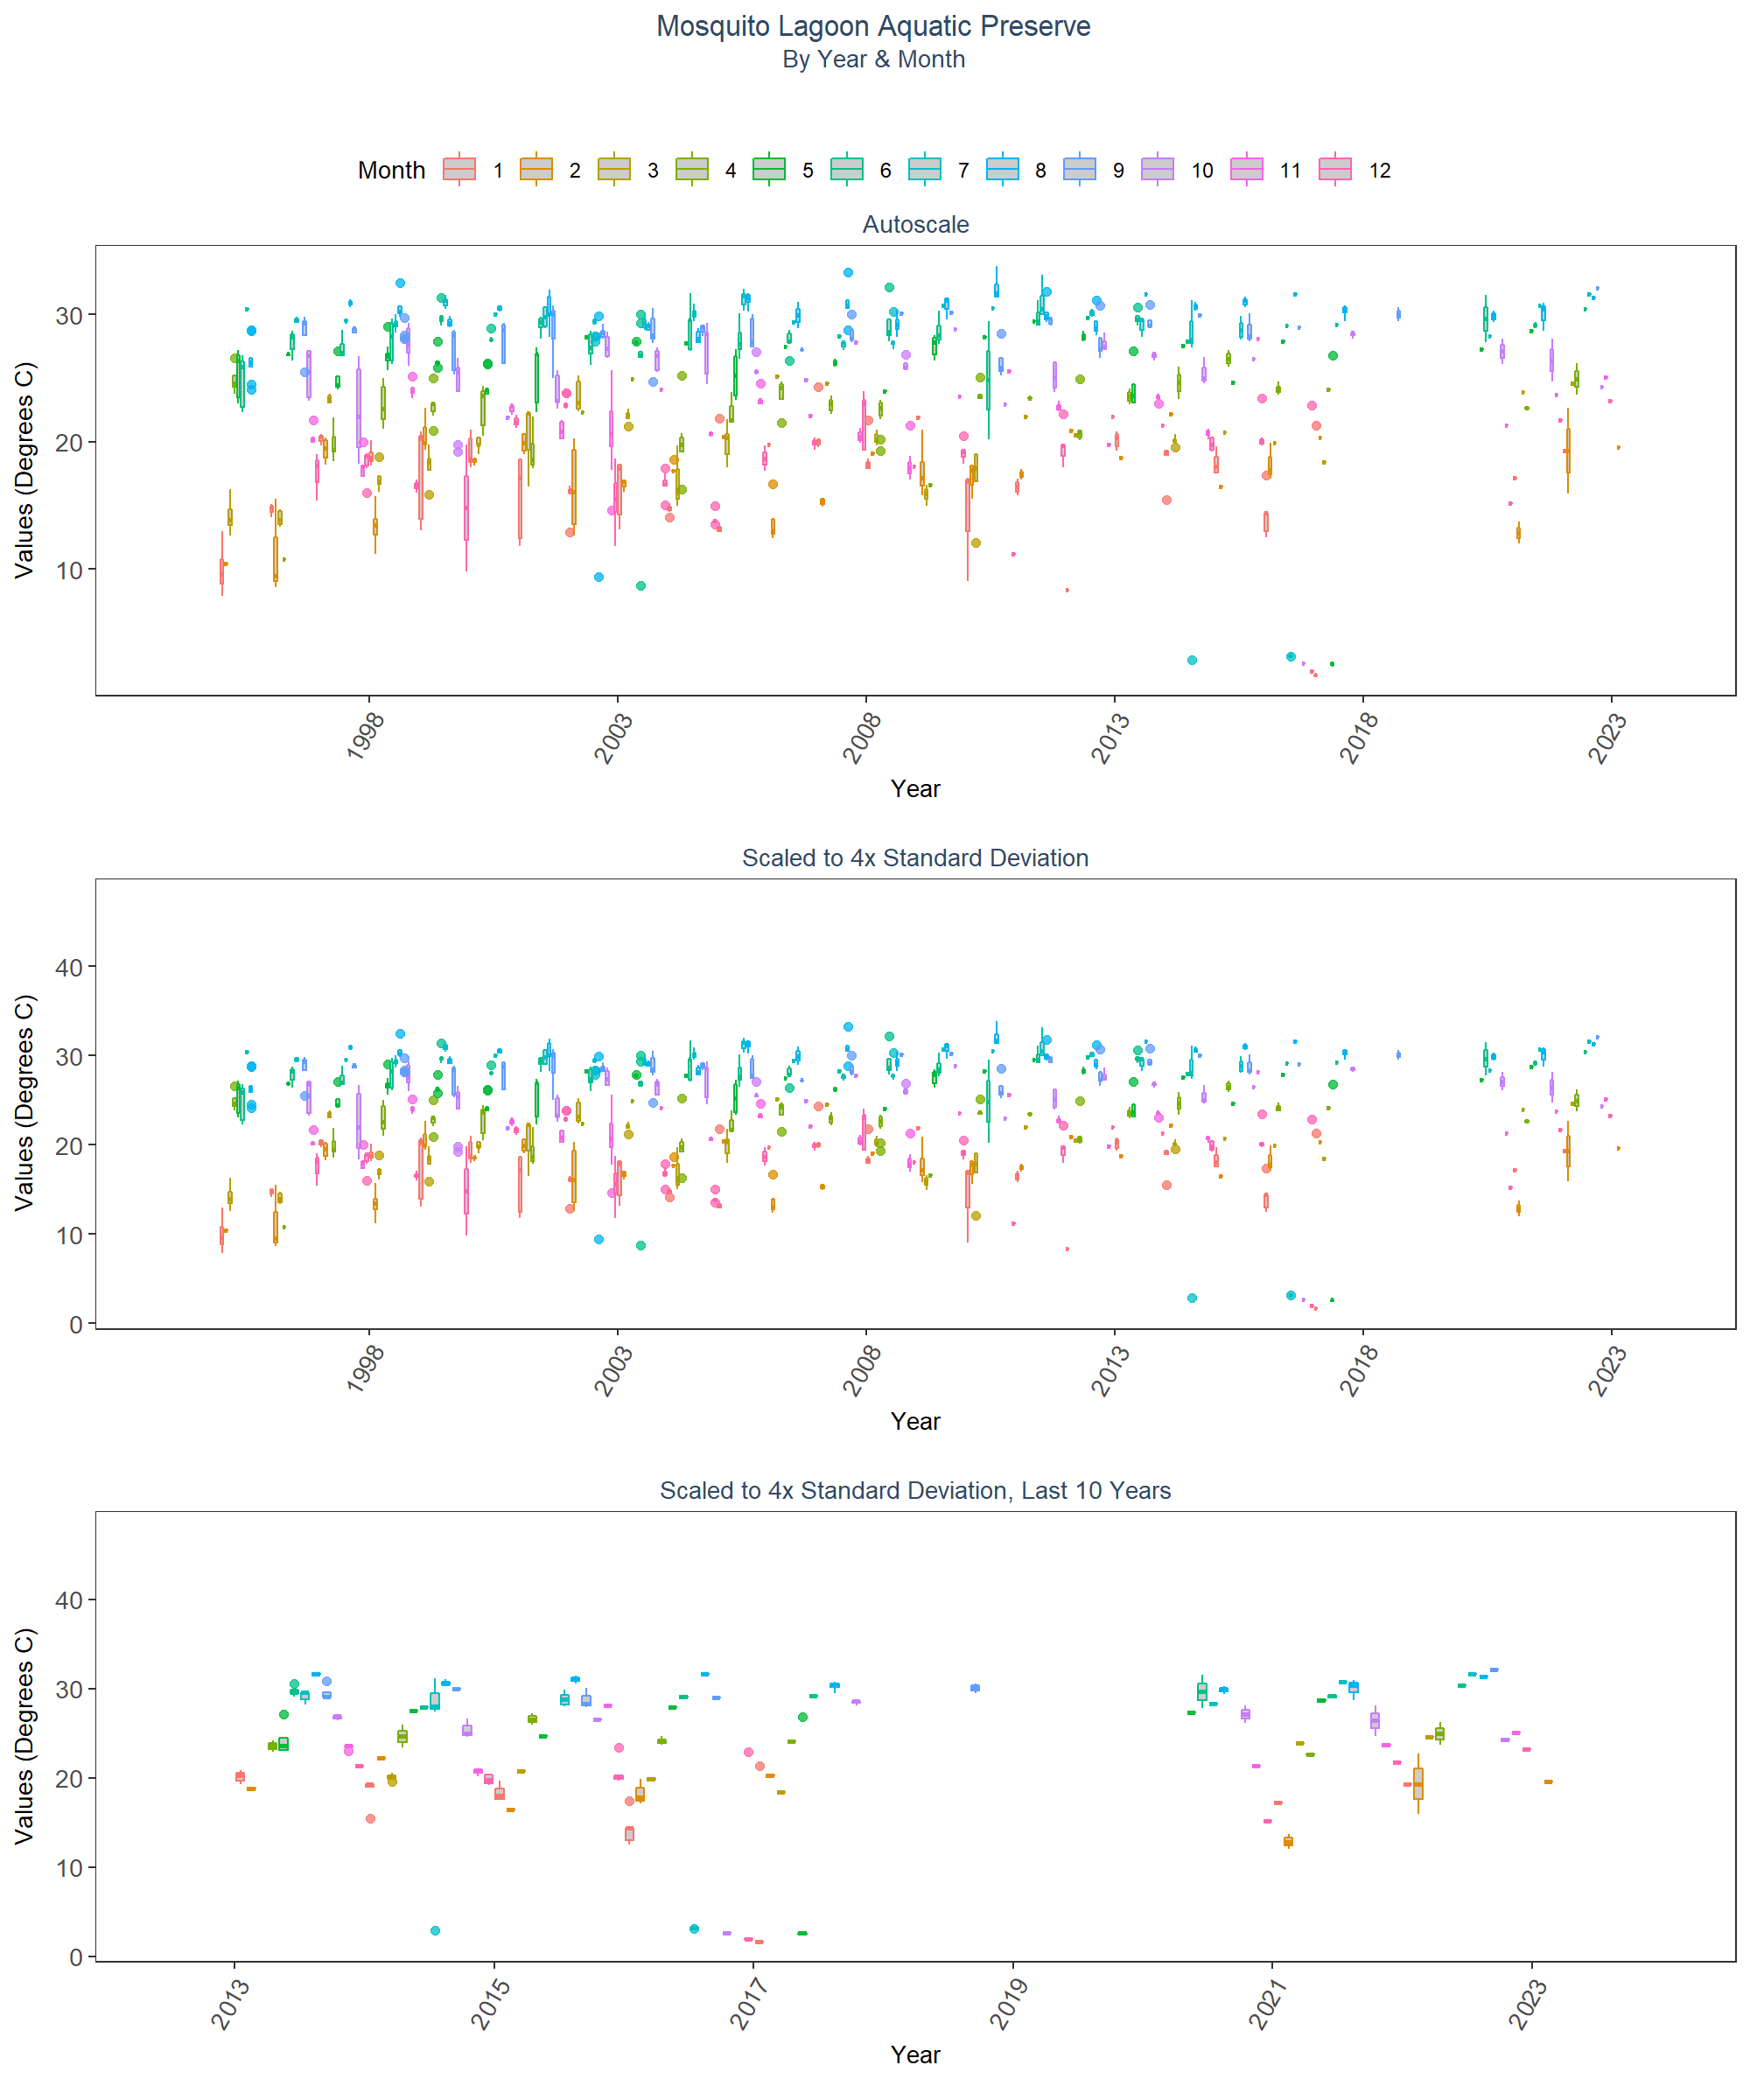 Mosquito Lagoon Aquatic Preserve
By Year & Month
Month 1 2 3 4 5 6 7 8 9 10 11 12
Autoscale
Values (Degrees C)
30
20
10
1998 2003 2008 2013 2018 2023
Year
Scaled to 4x Standard Deviation
Values (Degrees C)
40
30
20
10
0
1998 2003 2008 2013 2018 2023
Year
Scaled to 4x Standard Deviation, Last 10 Years
Values (Degrees C)
40
30
20
10
0
2013 2015 2017 2019 2021 2023
Year